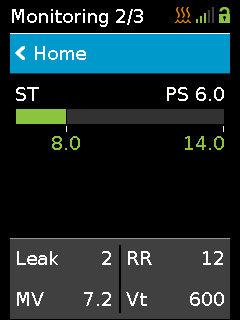 Monitoring 2/3
Home
ST PS 6.0
8.0 14.0
Leak 2 RR 12
MV 7.2 Vt 600